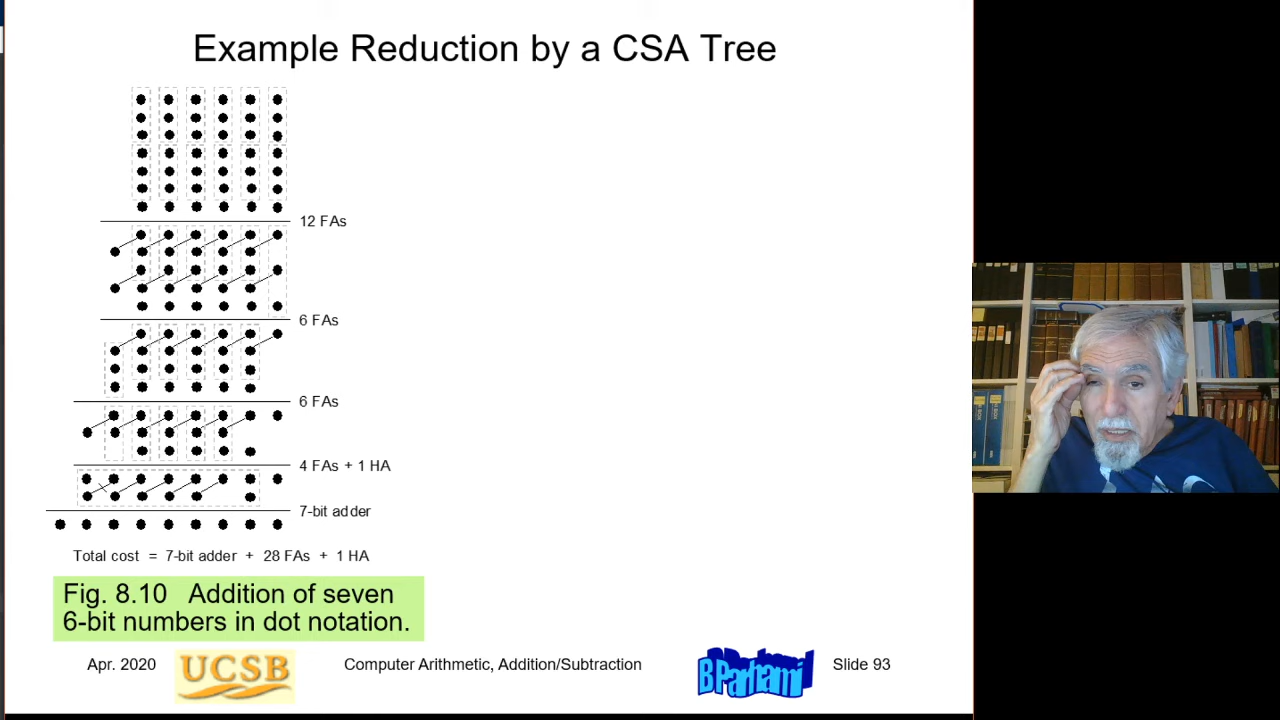 Example Reduction by a CSA Tree
12 FAs
6 FAs
6 FAs
4 FAs + 1 HA
7-bit adder
Total cost = 7-bit adder + 28 FAs + 1 HA
Fig. 8.10 Addition of seven
6-bit numbers in dot notation.
Apr. 2020
UCSB
Computer Arithmetic, Addition/Subtraction
B Parhami
Slide 93